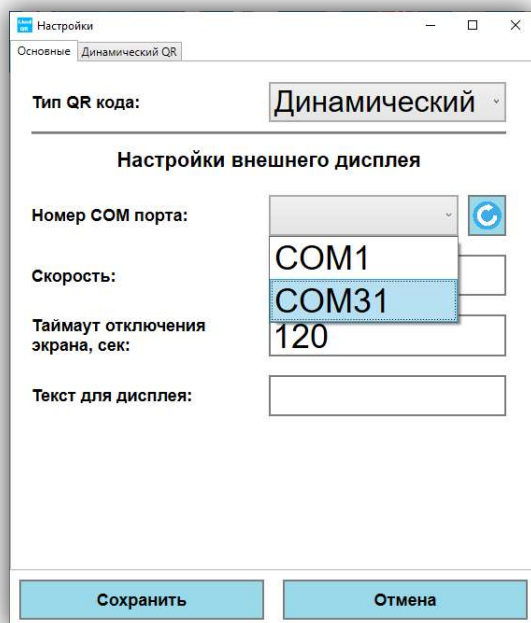 Настройки
Основные Динамический QR
Тип QR кода: Динамический
Настройки внешнего дисплея
Номер COM порта:
COM1
Скорость:
COM31
Таймаут отключения
экрана, сек:
120
Текст для дисплея:
Сохранить Отмена